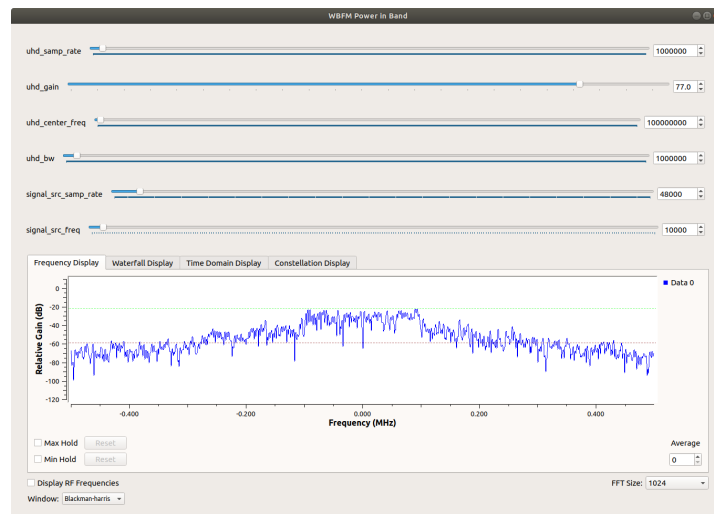 WBFM Power in Band
uhd_samp_rate 1000000
uhd_gain 77.0
uhd_center_freq 100000000
uhd_bw 1000000
signal_src_samp_rate 48000
signal_src_freq 10000
Frequency Display Waterfall Display Time Domain Display Constellation Display
Data 0
0
-20
-40
-60
-80
-100
-120
Relative Gain (dB)
-0.400 -0.200 0.000 0.200 0.400
Frequency (MHz)
Max Hold Reset Average
Min Hold Reset 0
Display RF Frequencies FFT Size: 1024
Window: Blackman-harris